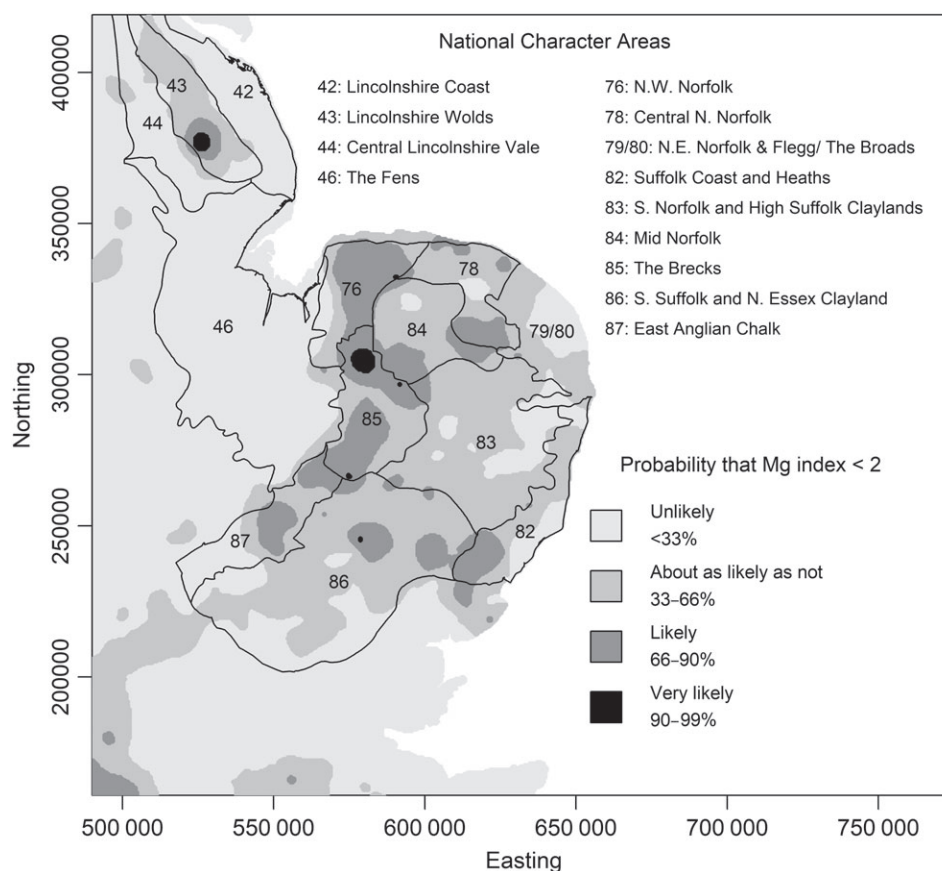 National Character Areas
42: Lincolnshire Coast
43: Lincolnshire Wolds
44: Central Lincolnshire Vale
46: The Fens
76: N.W. Norfolk
78: Central N. Norfolk
79/80: N.E. Norfolk & Flegg/ The Broads
82: Suffolk Coast and Heaths
83: S. Norfolk and High Suffolk Claylands
84: Mid Norfolk
85: The Brecks
86: S. Suffolk and N. Essex Clayland
87: East Anglian Chalk
43
42
44
46
76
78
84
79/80
85
83
82
87
86
Probability that Mg index < 2
Unlikely
<33%
About as likely as not
33–66%
Likely
66–90%
Very likely
90–99%
Northing
400000
350000
300000
250000
200000
500 000
550 000
600 000
650 000
700 000
750 000
Easting